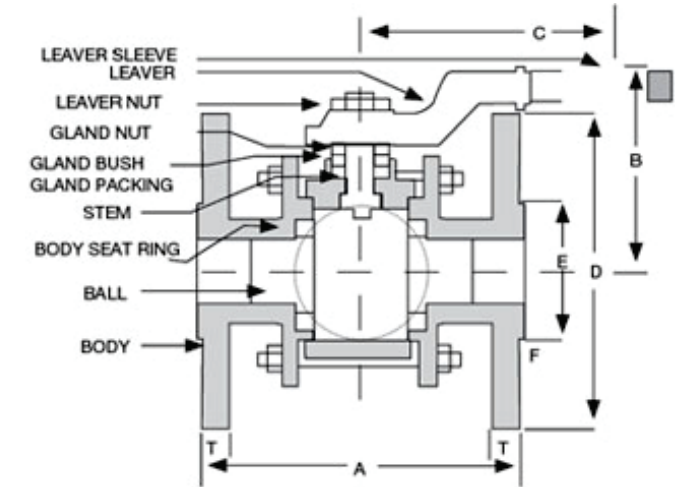 C
LEAVER SLEEVE
LEAVER
LEAVER NUT
GLAND NUT
GLAND BUSH
GLAND PACKING
STEM
BODY SEAT RING
BALL
BODY
B
E
D
F
T
T
A